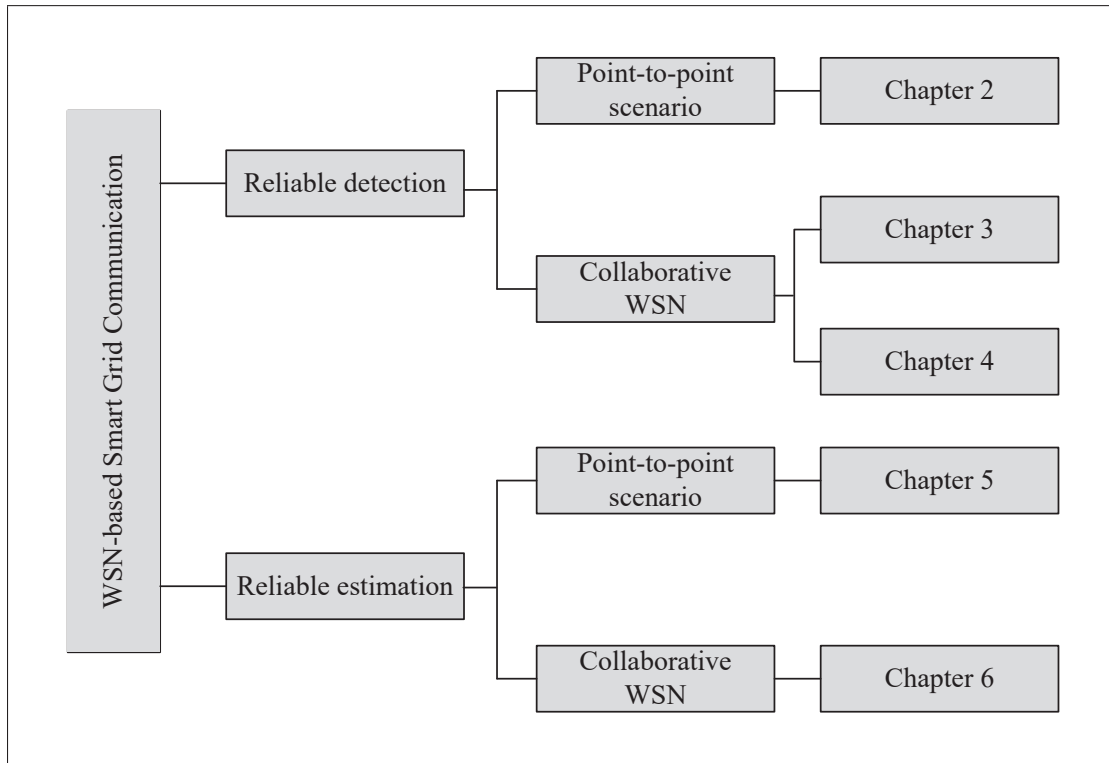 WSN-based Smart Grid Communication
Reliable detection
Point-to-point
scenario
Chapter 2
Collaborative
WSN
Chapter 3
Chapter 4
Reliable estimation
Point-to-point
scenario
Chapter 5
Collaborative
WSN
Chapter 6